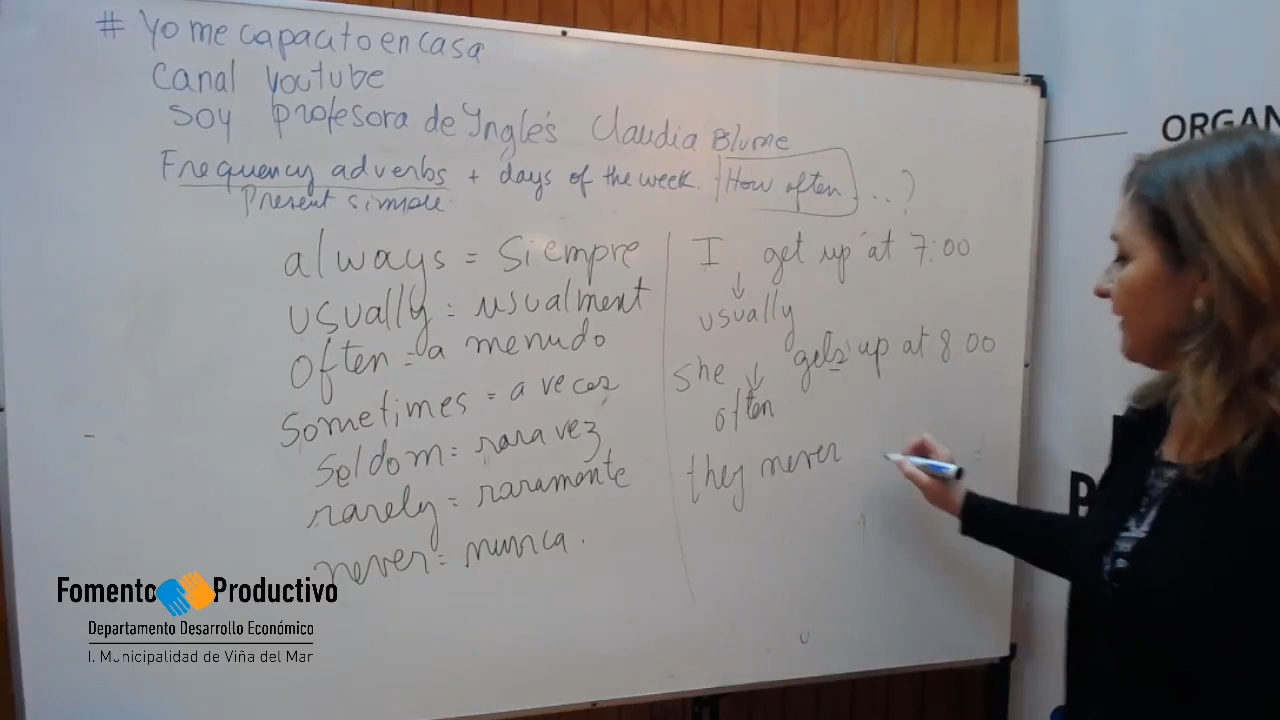 # Yo me capacito en casa
Canal Youtube
Soy profesora de Inglés Claudia Blume
Frequency adverbs + days of the week. How often ..?
Present simple.
always = Siempre
usually = usualment
often = a menudo
Sometimes = a veces
Seldom = rara vez
rarely = raramente
never = nunca.
I get up at 7:00
usually
She gets up at 8 00
often
they never
ORGAN
Fomento Productivo
Departamento Desarrollo Económico
I. Municipalidad de Viña del Mar